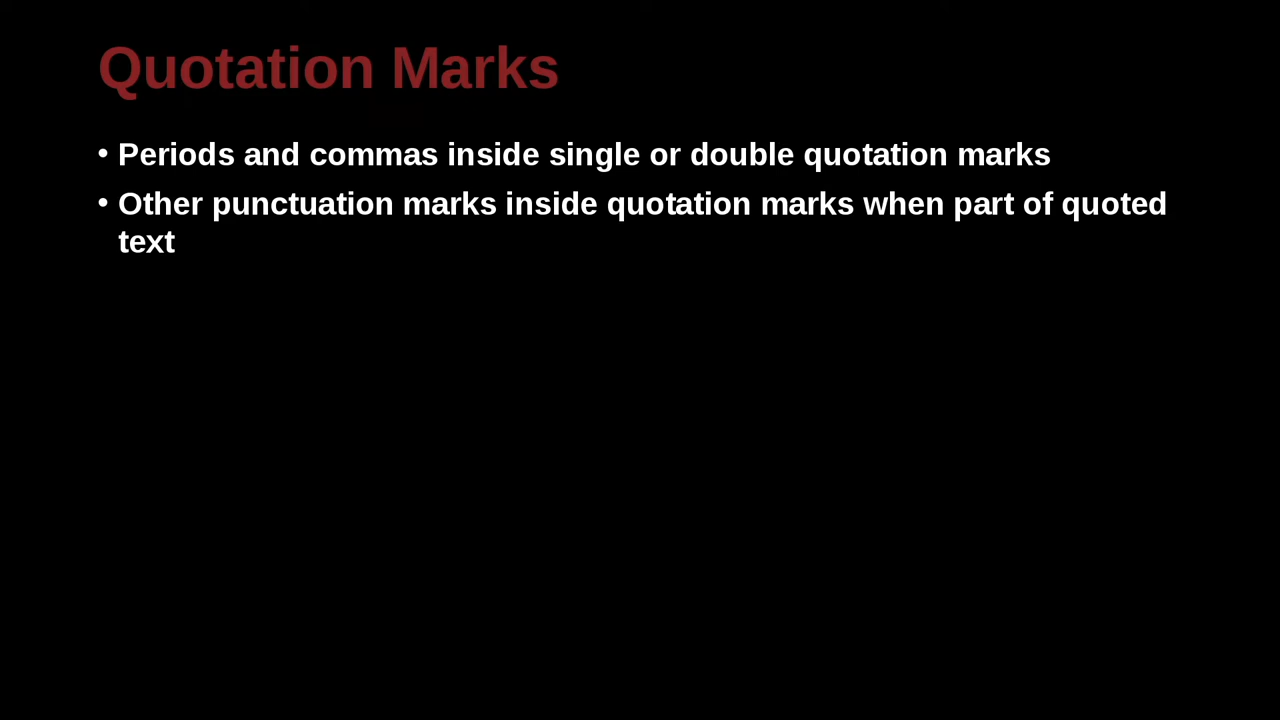 Quotation Marks
• Periods and commas inside single or double quotation marks
• Other punctuation marks inside quotation marks when part of quoted
text